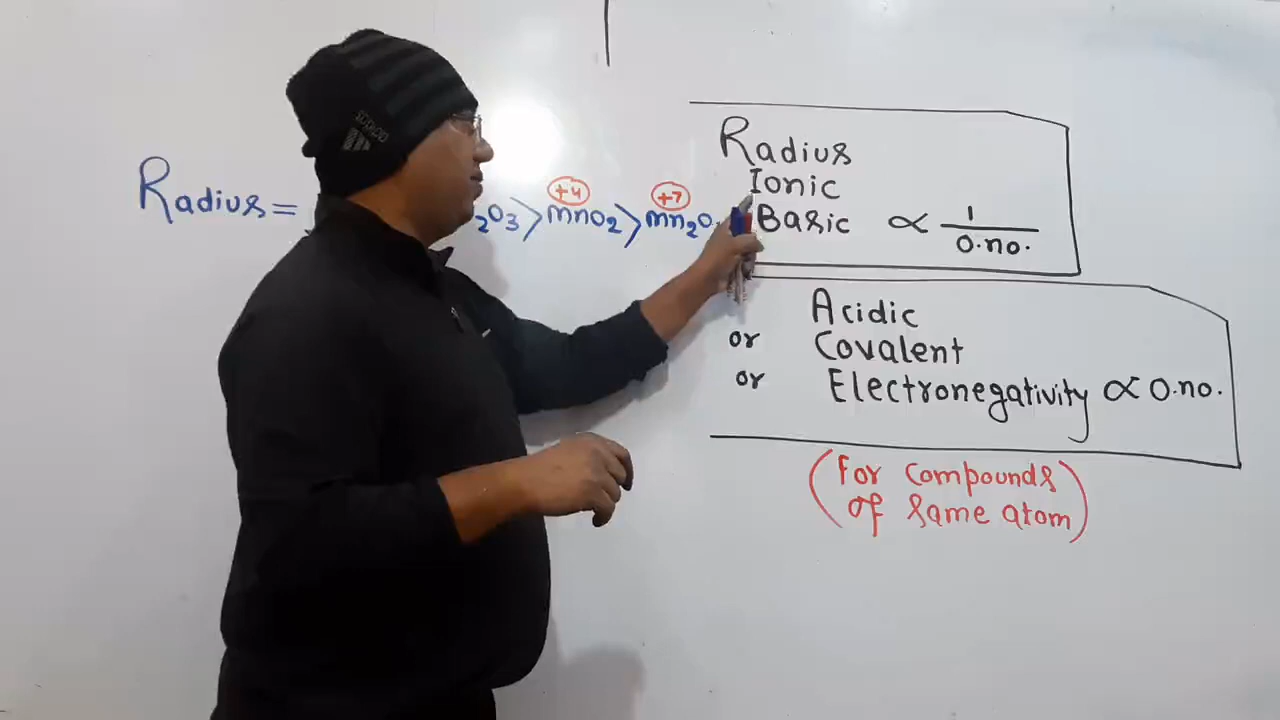 Radius =
₂O₃ > mnO₂ > mn₂O
+4
+7
Radius
Ionic
Basic ∝ 1/O.no.
Acidic
or Covalent
or Electronegativity ∝ O.no.
(For Compounds
of same atom)
adidas